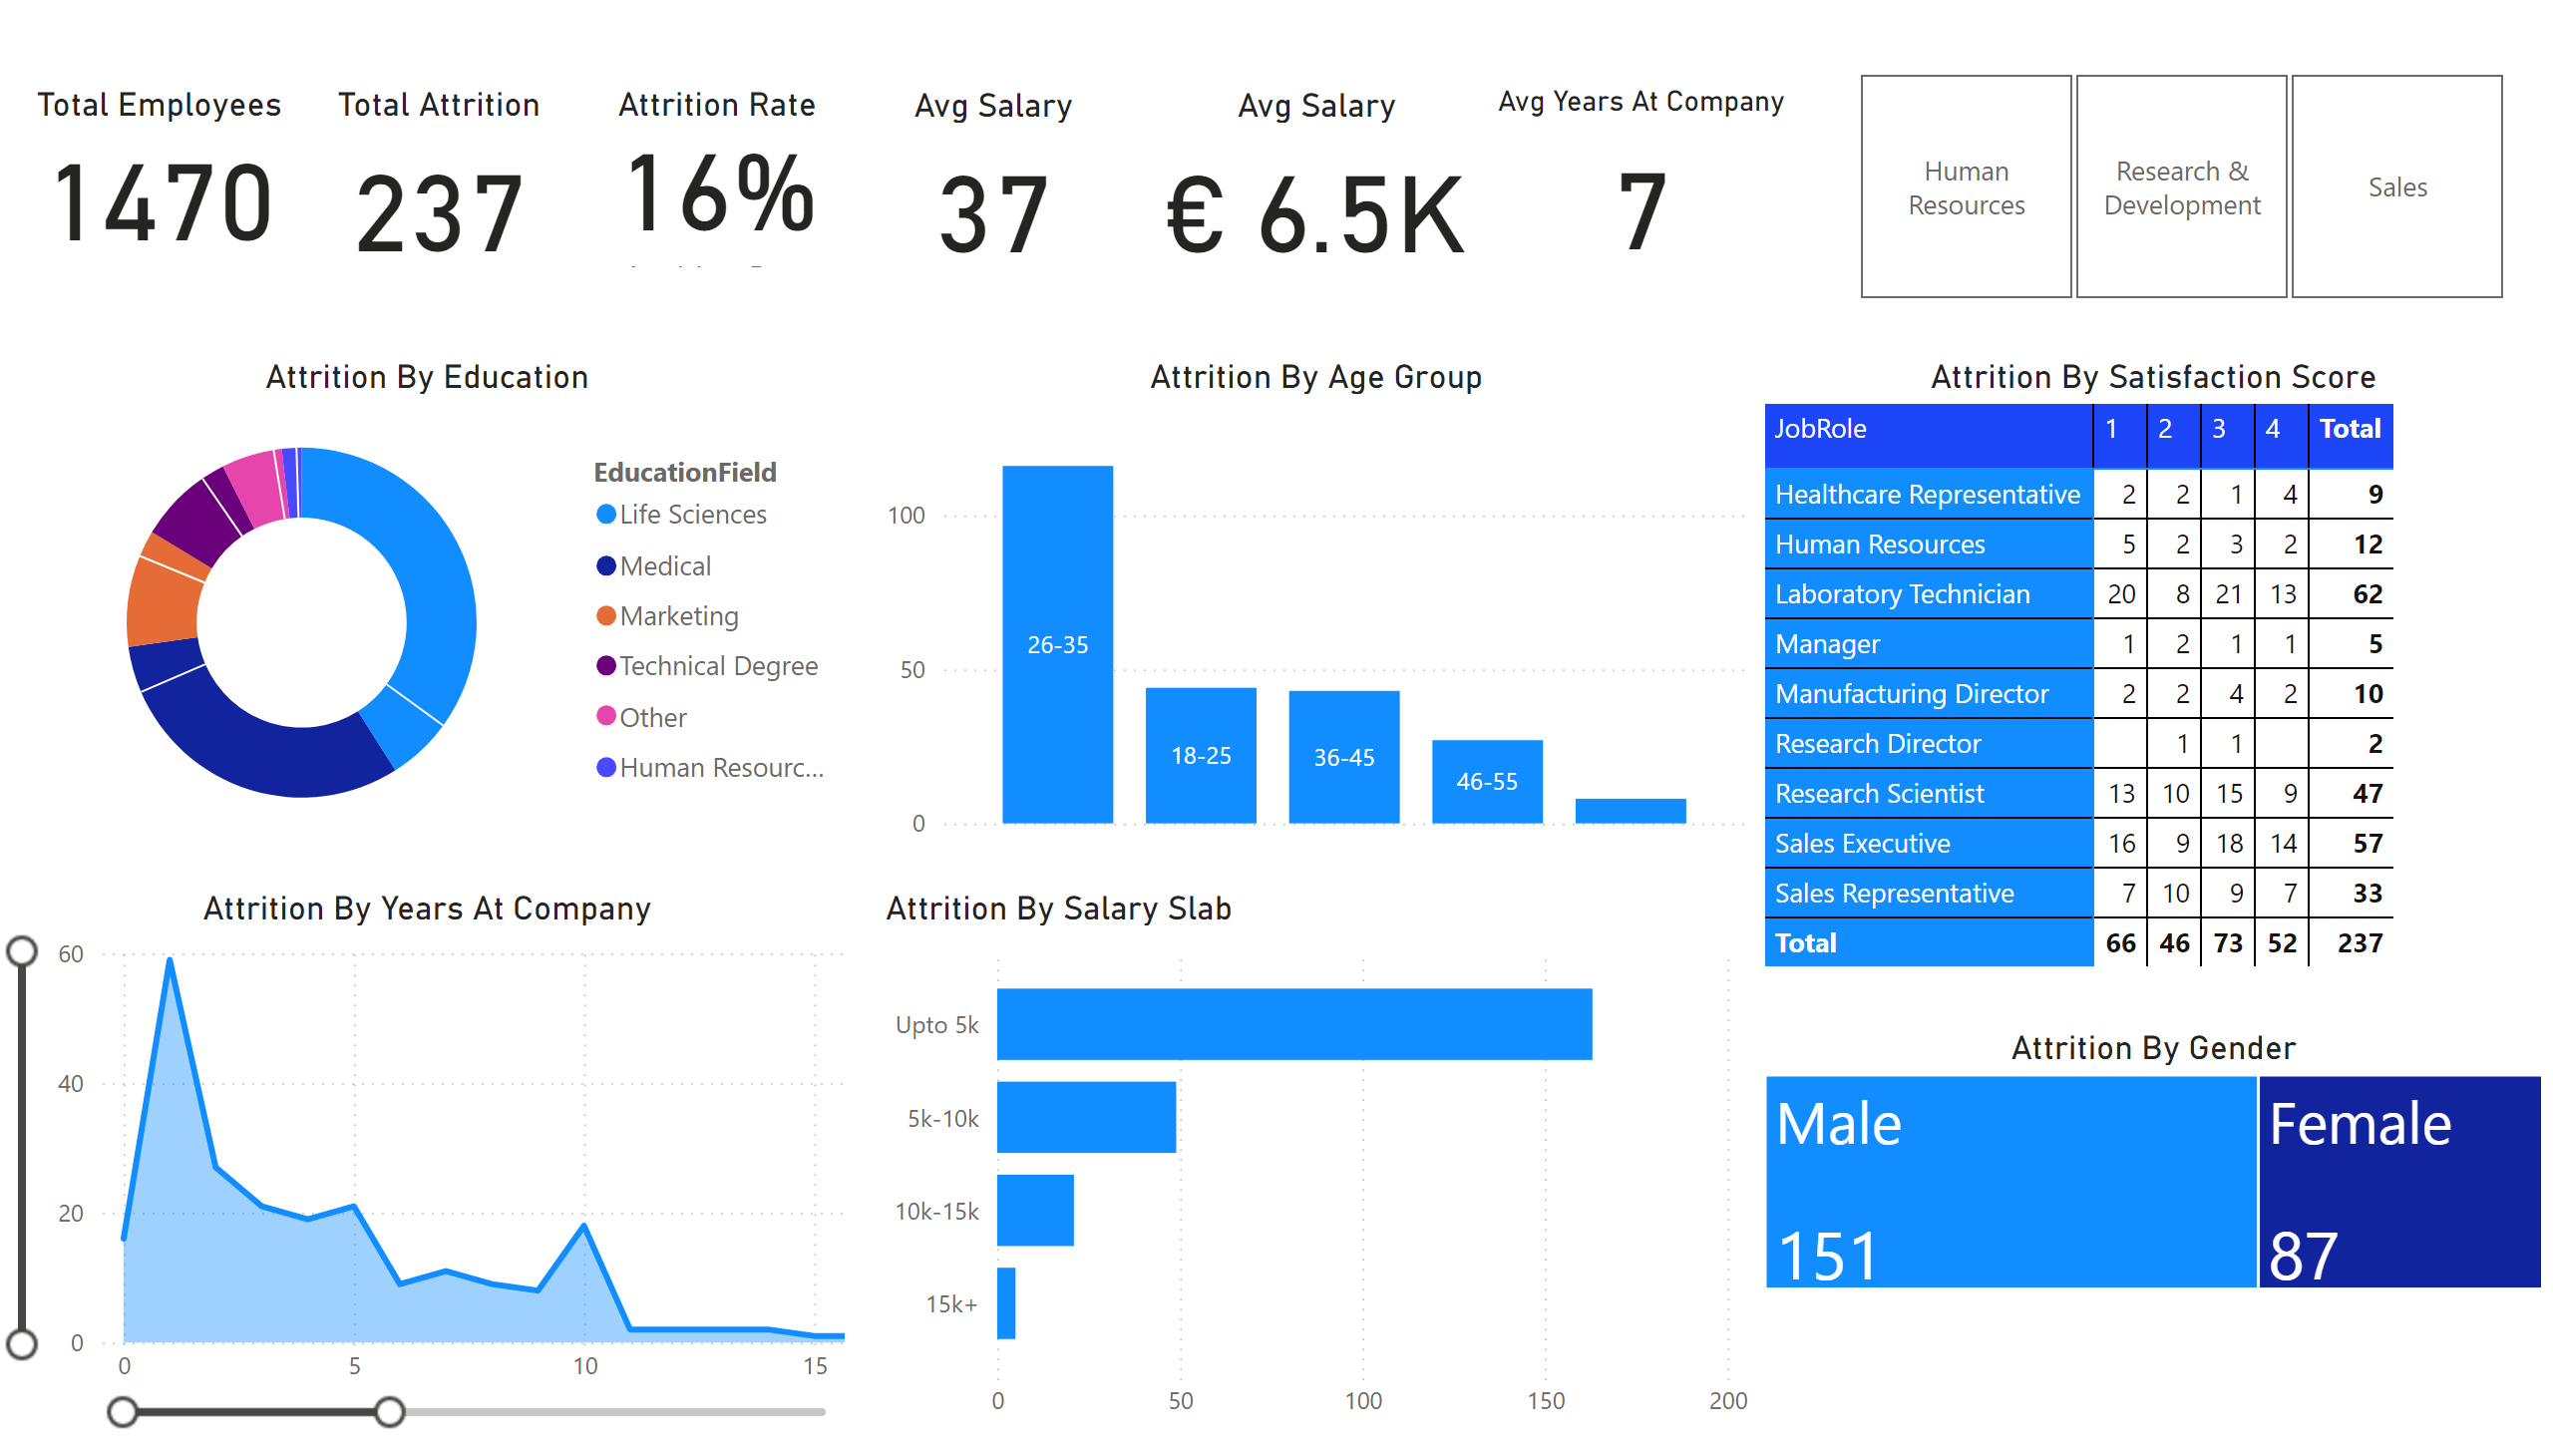 Total Employees
1470
Total Attrition
237
Attrition Rate
16%
Avg Salary
37
Avg Salary
€ 6.5K
Avg Years At Company
7
Human
Resources
Research &
Development
Sales
Attrition By Education
EducationField
Life Sciences
Medical
Marketing
Technical Degree
Other
Human Resourc...
Attrition By Age Group
100
50
0
26-35
18-25
36-45
46-55
Attrition By Satisfaction Score
JobRole 1 2 3 4 Total
Healthcare Representative 2 2 1 4 9
Human Resources 5 2 3 2 12
Laboratory Technician 20 8 21 13 62
Manager 1 2 1 1 5
Manufacturing Director 2 2 4 2 10
Research Director 1 1 2
Research Scientist 13 10 15 9 47
Sales Executive 16 9 18 14 57
Sales Representative 7 10 9 7 33
Total 66 46 73 52 237
Attrition By Years At Company
60
40
20
0
0 5 10 15
Attrition By Salary Slab
Upto 5k
5k-10k
10k-15k
15k+
0 50 100 150 200
Attrition By Gender
Male
151
Female
87